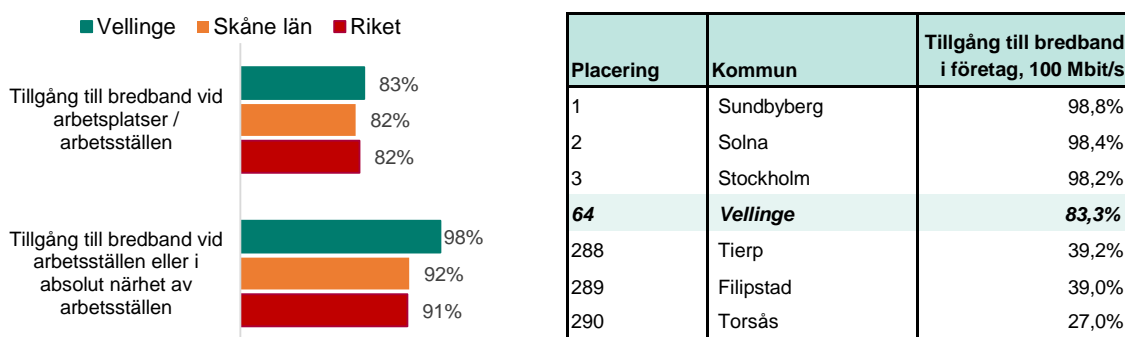 Vellinge Skåne län Riket
Tillgång till bredband vid
arbetsplatser /
arbetsställen
83%
82%
82%
Tillgång till bredband vid
arbetsställen eller i
absolut närhet av
arbetsställen
98%
92%
91%
Placering Kommun Tillgång till bredband
i företag, 100 Mbit/s
1 Sundbyberg 98,8%
2 Solna 98,4%
3 Stockholm 98,2%
64 Vellinge 83,3%
288 Tierp 39,2%
289 Filipstad 39,0%
290 Torsås 27,0%